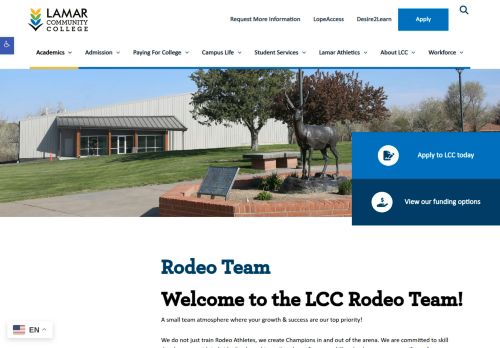 LAMAR
COMMUNITY
COLLEGE
Request More Information LopeAccess Desire2Learn Apply
Academics Admission Paying For College Campus Life Student Services Lamar Athletics About LCC Workforce
Apply to LCC today
View our funding options
Rodeo Team
Welcome to the LCC Rodeo Team!
A small team atmosphere where your growth & success are our top priority!
We do not just train Rodeo Athletes, we create Champions in and out of the arena. We are committed to skill
EN